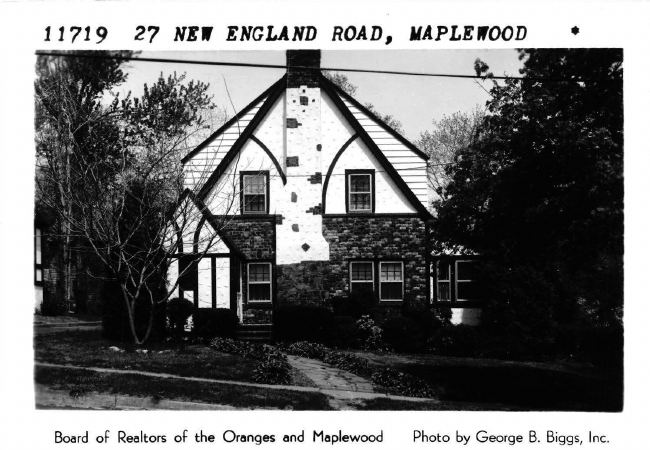 11719 27 NEW ENGLAND ROAD, MAPLEWOOD *
Board of Realtors of the Oranges and Maplewood Photo by George B. Biggs, Inc.